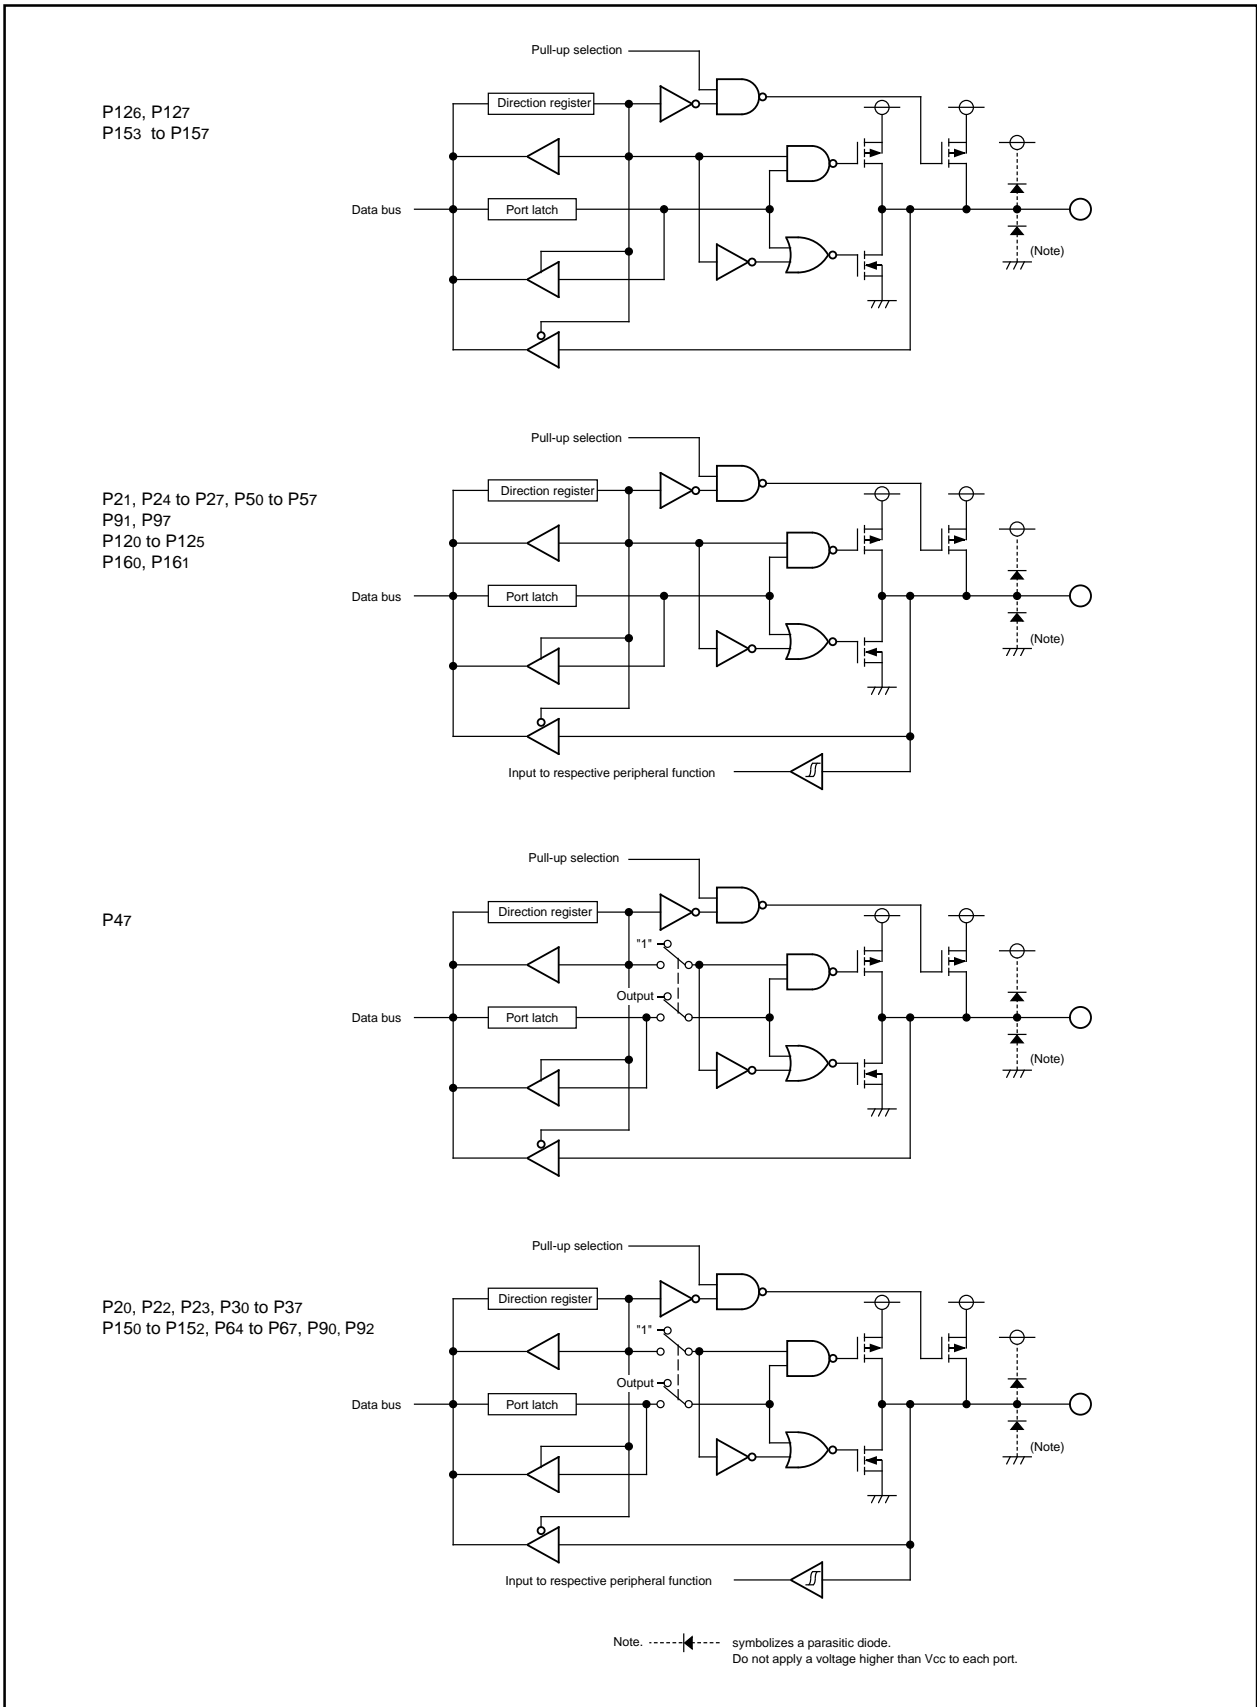 Pull-up selection
P126, P127
P153 to P157
Direction register
Data bus
Port latch
(Note)
Pull-up selection
P21, P24 to P27, P50 to P57
P91, P97
P120 to P125
P160, P161
Direction register
Data bus
Port latch
(Note)
Input to respective peripheral function
Pull-up selection
P47
Direction register
"1"
Output
Data bus
Port latch
(Note)
Pull-up selection
P20, P22, P23, P30 to P37
P150 to P152, P64 to P67, P90, P92
Direction register
"1"
Output
Data bus
Port latch
(Note)
Input to respective peripheral function
Note. symbolizes a parasitic diode.
Do not apply a voltage higher than Vcc to each port.